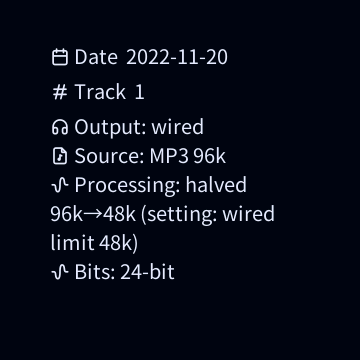 Date 2022-11-20
# Track 1
Output: wired
Source: MP3 96k
Processing: halved
96k→48k (setting: wired
limit 48k)
Bits: 24-bit